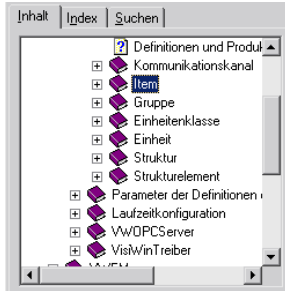 Inhalt Index Suchen
Definitionen und Produk
Kommunikationskanal
Item
Gruppe
Einheitenklasse
Einheit
Struktur
Strukturelement
Parameter der Definitionen
Laufzeitkonfiguration
VWOPCServer
VisiWinTreiber